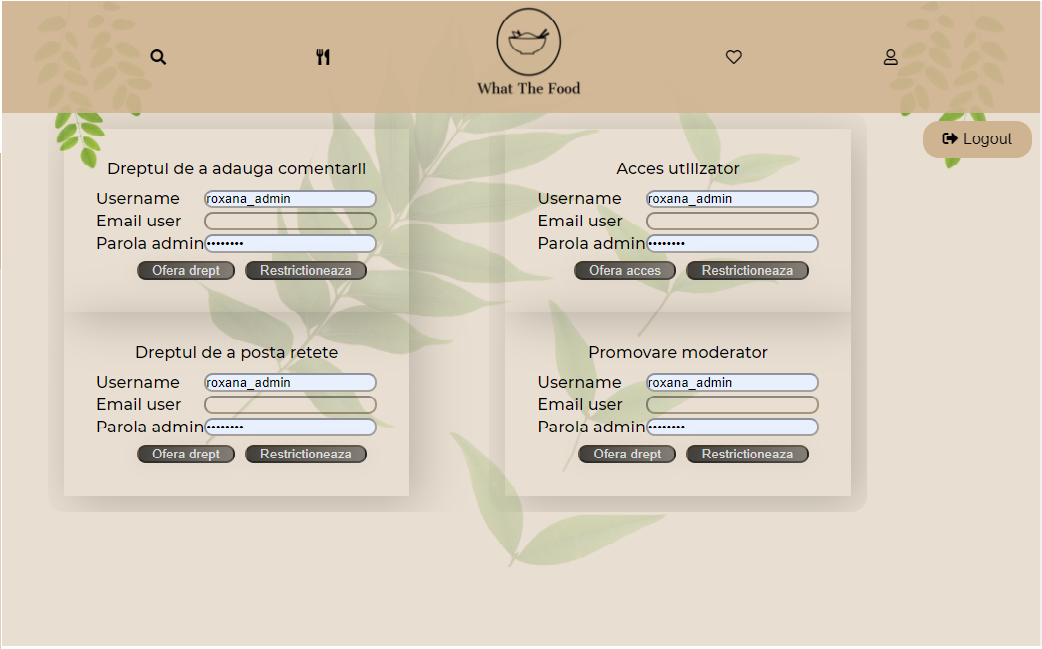 What The Food
Logout
Dreptul de a adauga comentarii
Username roxana_admin
Email user
Parola admin ••••••••
Ofera drept Restrictioneaza
Acces utilizator
Username roxana_admin
Email user
Parola admin ••••••••
Ofera acces Restrictioneaza
Dreptul de a posta retete
Username roxana_admin
Email user
Parola admin ••••••••
Ofera drept Restrictioneaza
Promovare moderator
Username roxana_admin
Email user
Parola admin ••••••••
Ofera drept Restrictioneaza